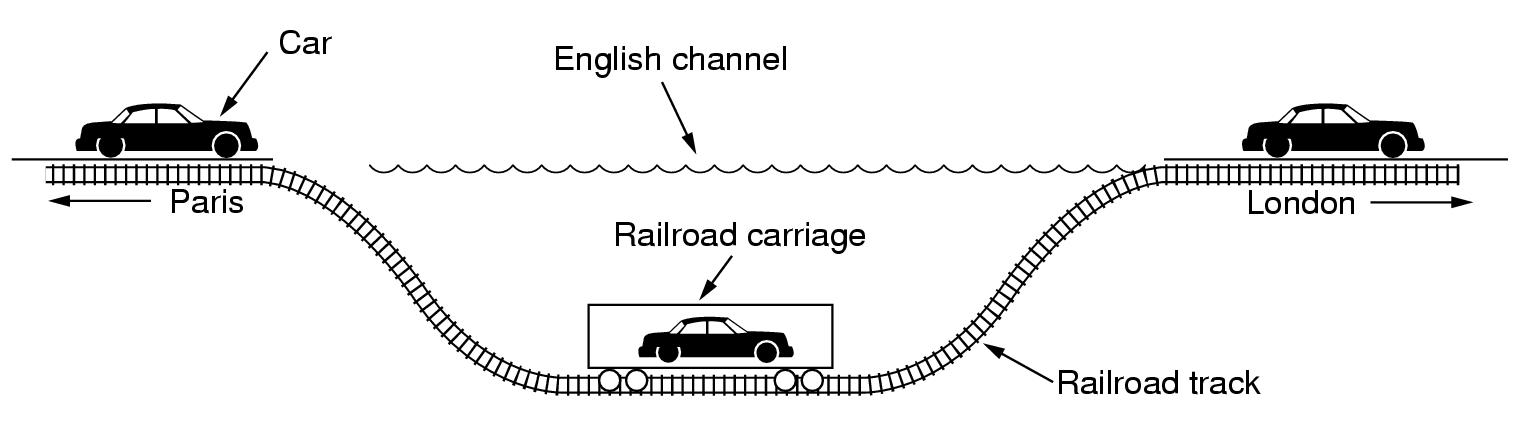 Car
English channel
Paris
London
Railroad carriage
Railroad track